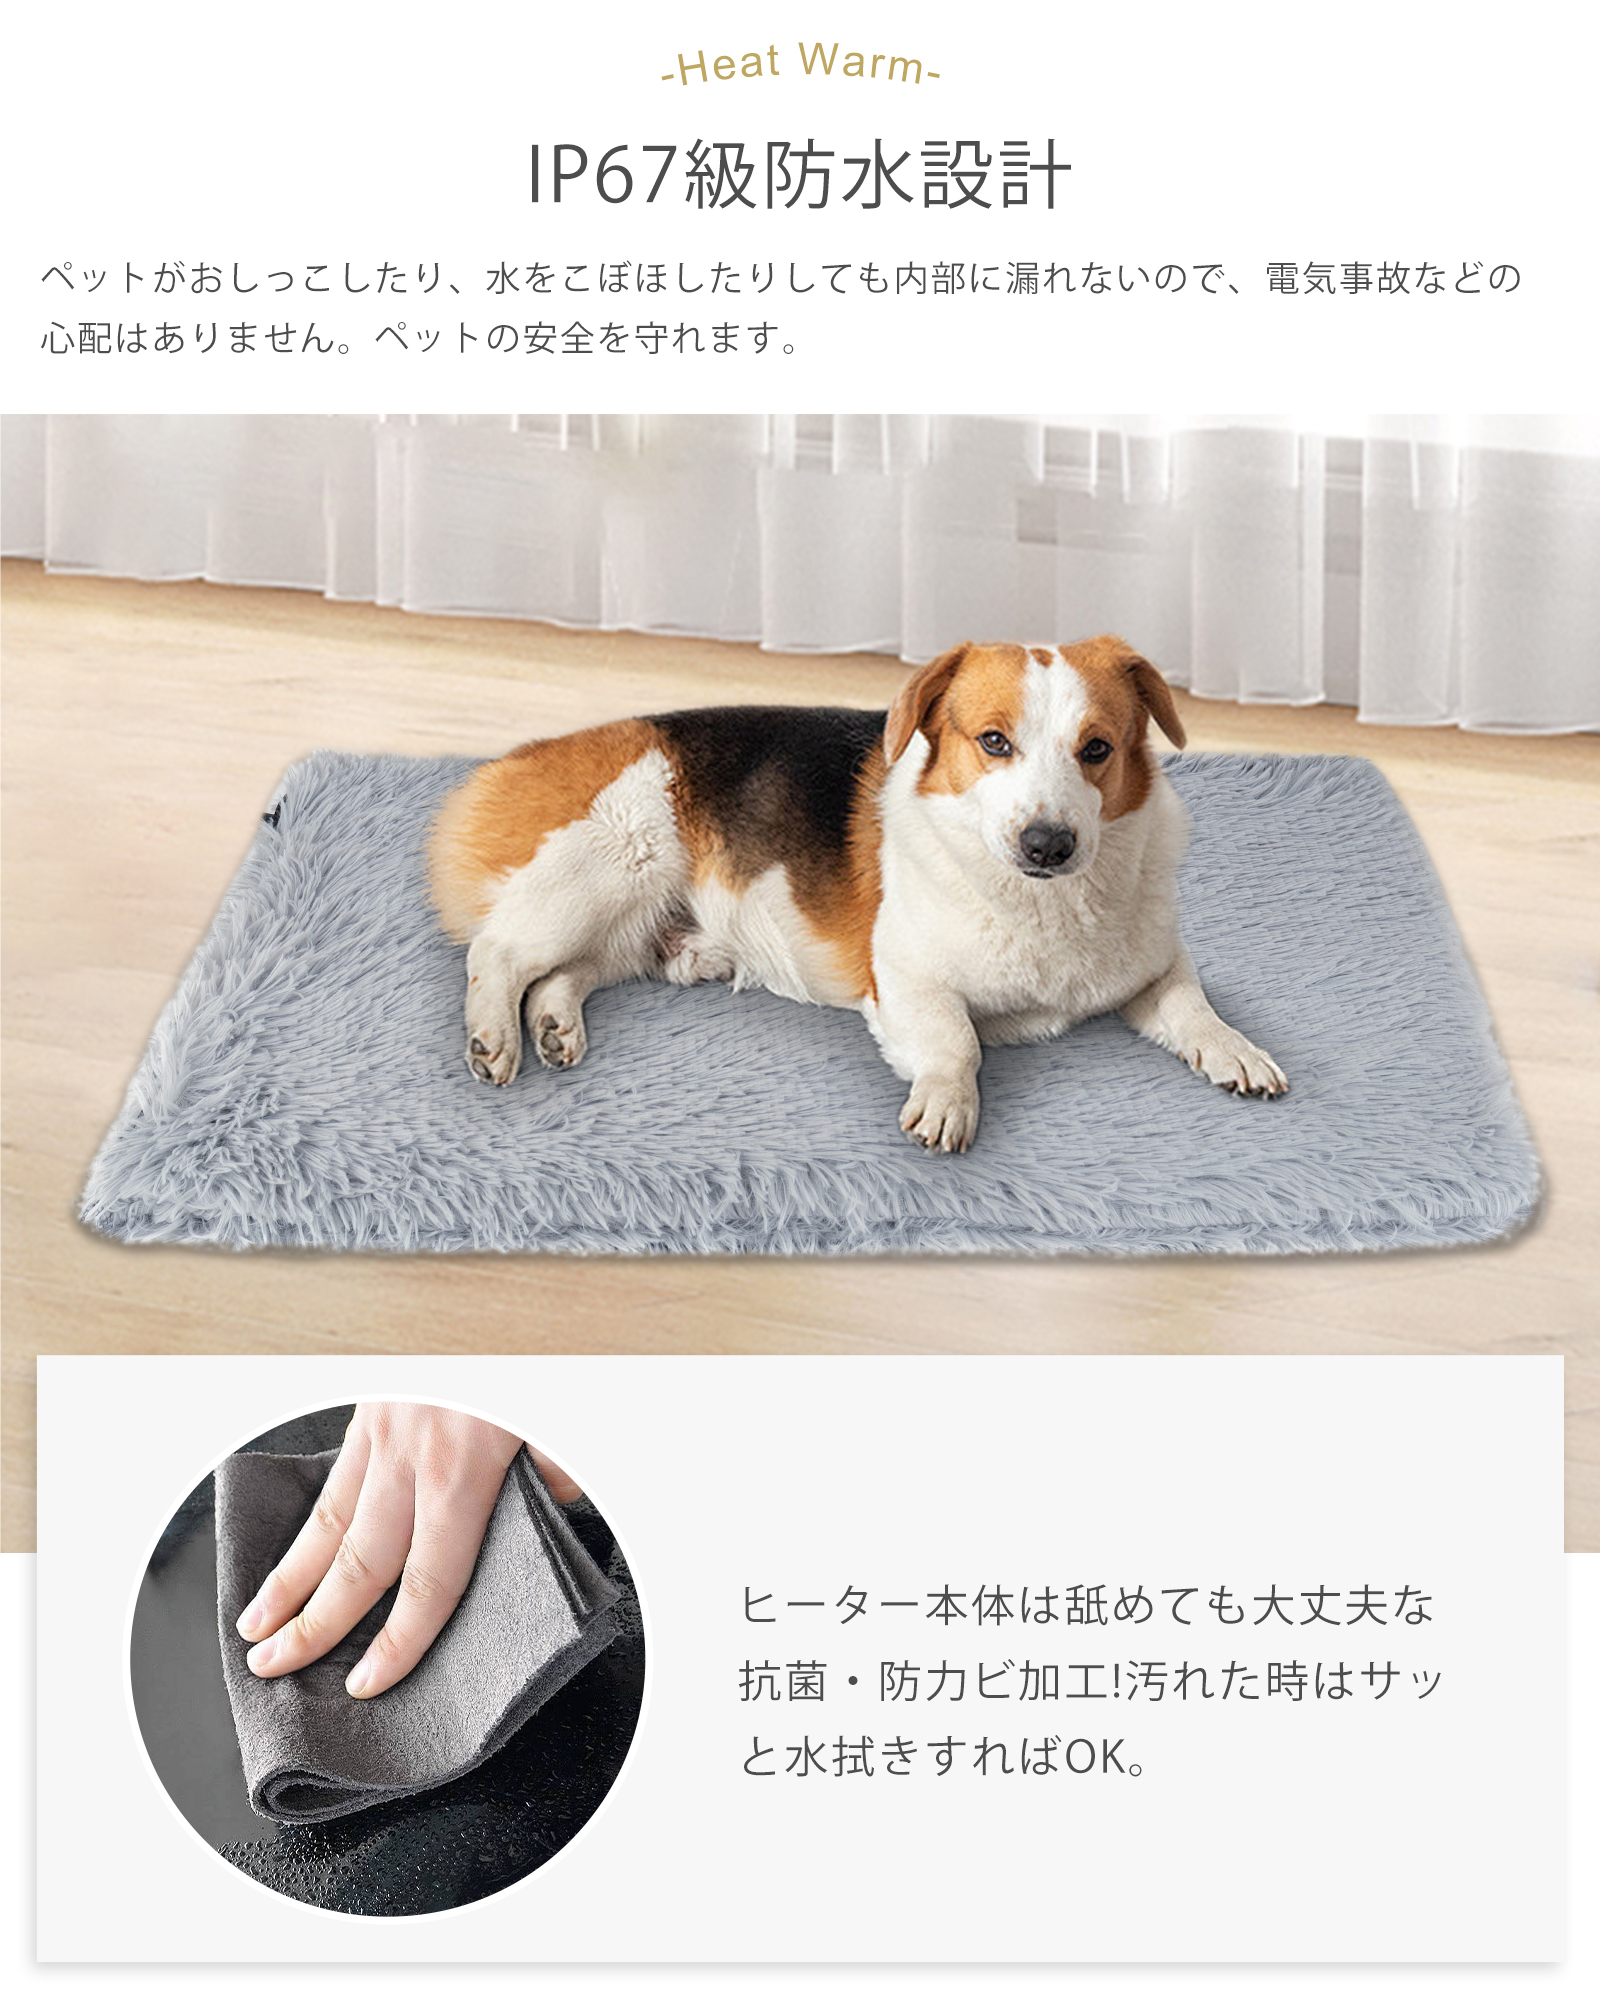 -Heat Warm-
IP67級防水設計
ペットがおしっこしたり、水をこぼほしたりしても内部に漏れないので、電気事故などの
心配はありません。ペットの安全を守れます。
ヒーター本体は舐めても大丈夫な
抗菌・防カビ加工!汚れた時はサッ
と水拭きすればOK。